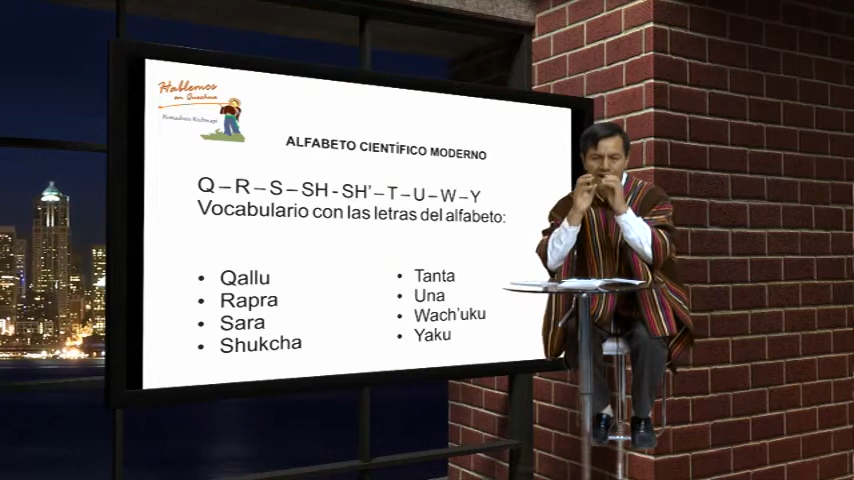 Hablemos
en Quechua
ALFABETO CIENTÍFICO MODERNO
Q – R – S – SH - SH' – T – U – W – Y
Vocabulario con las letras del alfabeto:
• Qallu
• Rapra
• Sara
• Shukcha
• Tanta
• Una
• Wach'uku
• Yaku